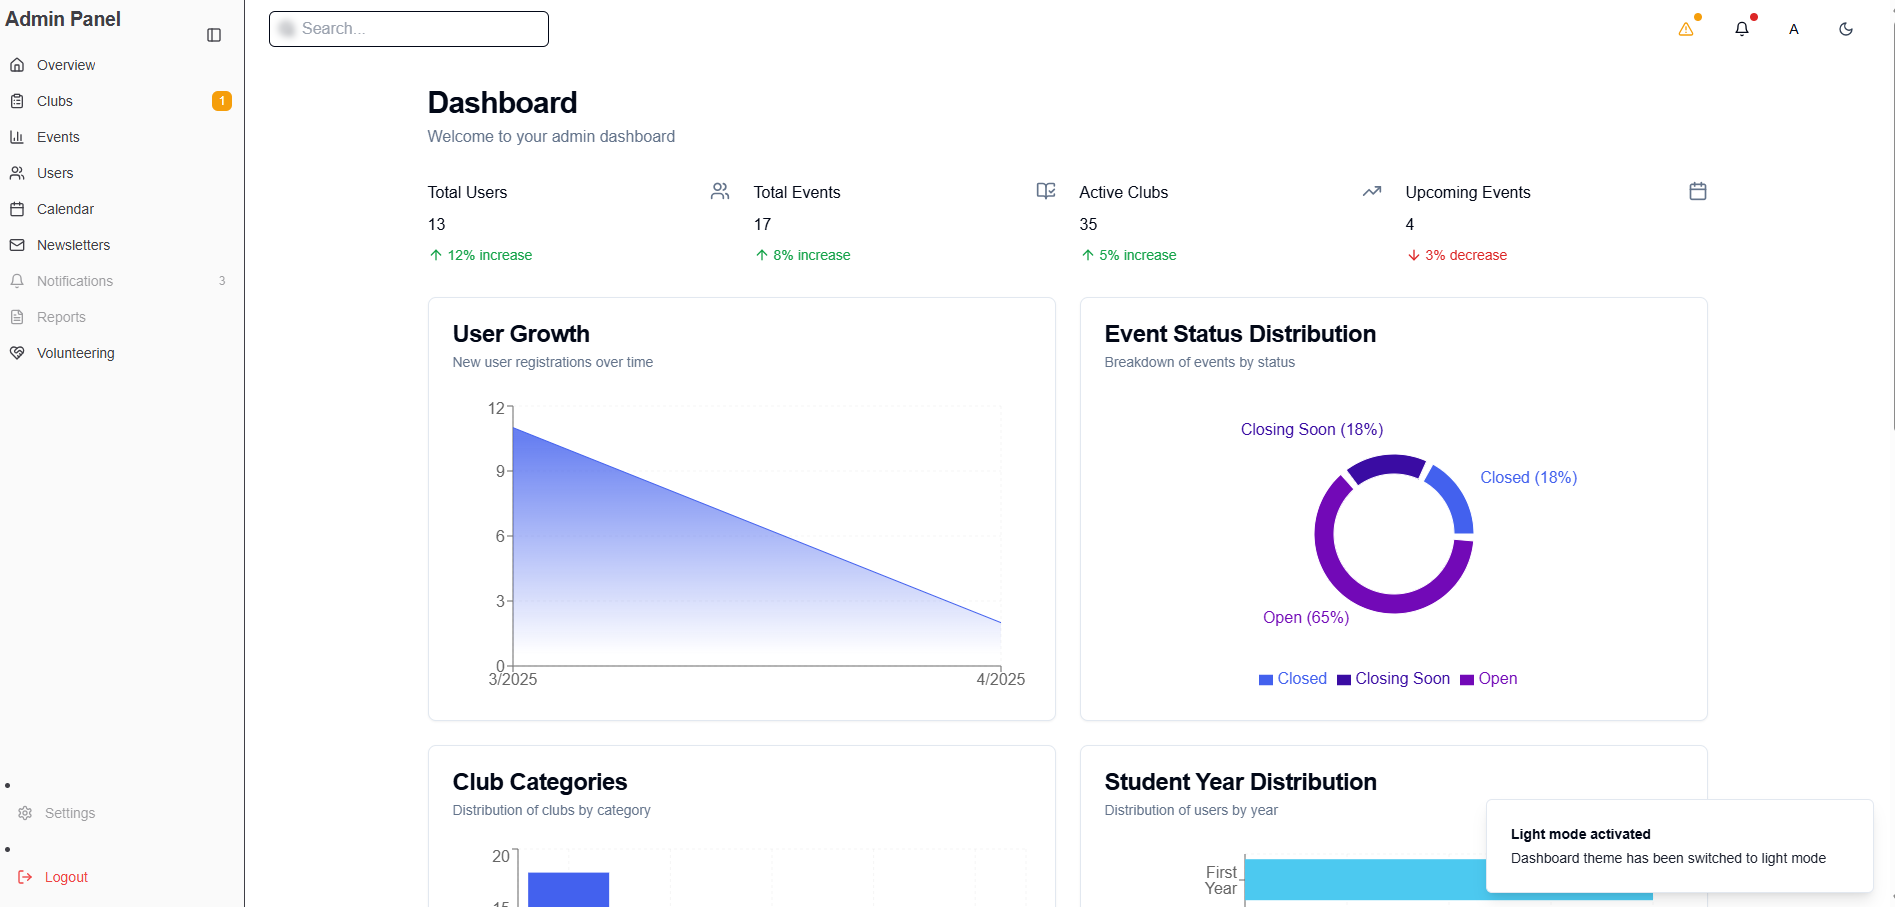 Admin Panel
Overview
Clubs
1
Events
Users
Calendar
Newsletters
Notifications
3
Reports
Volunteering
Settings
Logout
Search...
A
Dashboard
Welcome to your admin dashboard
Total Users
13
12% increase
Total Events
17
8% increase
Active Clubs
35
5% increase
Upcoming Events
4
3% decrease
User Growth
New user registrations over time
12
9
6
3
0
3/2025
4/2025
Event Status Distribution
Breakdown of events by status
Closing Soon (18%)
Closed (18%)
Open (65%)
Closed
Closing Soon
Open
Club Categories
Distribution of clubs by category
20
15
Student Year Distribution
Distribution of users by year
First
Year
Light mode activated
Dashboard theme has been switched to light mode